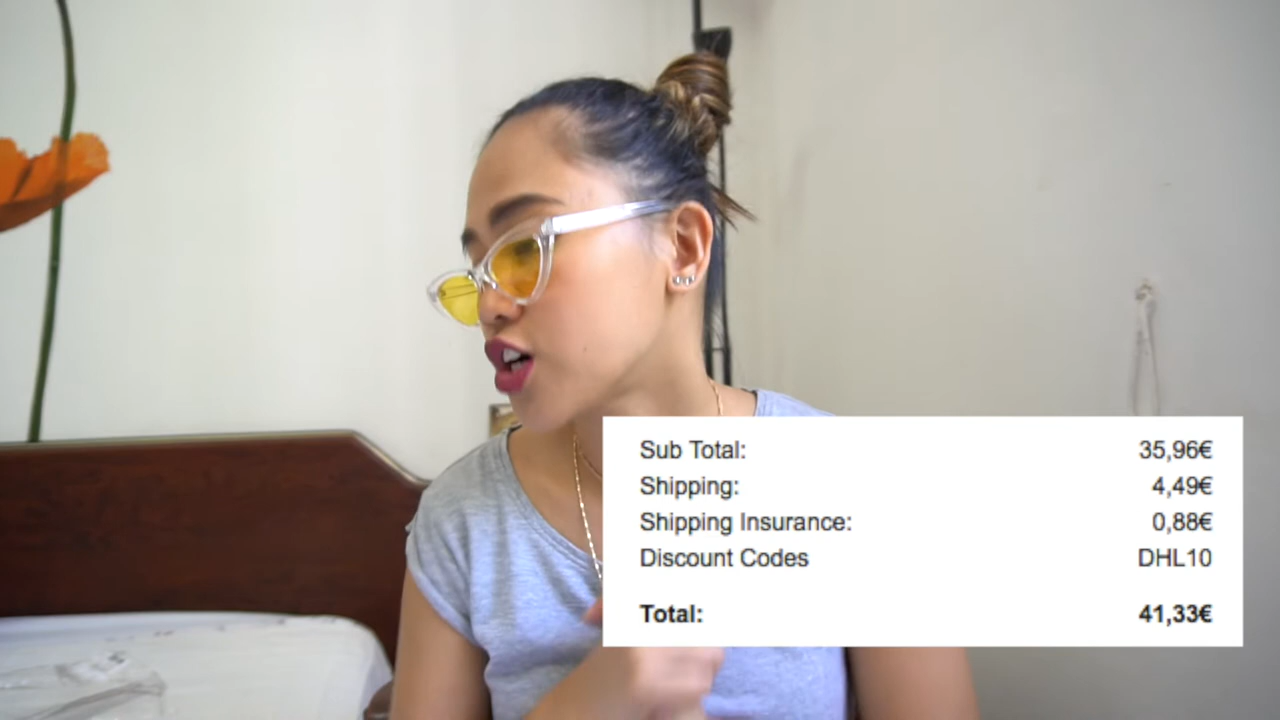 Sub Total: 35,96€
Shipping: 4,49€
Shipping Insurance: 0,88€
Discount Codes DHL10
Total: 41,33€